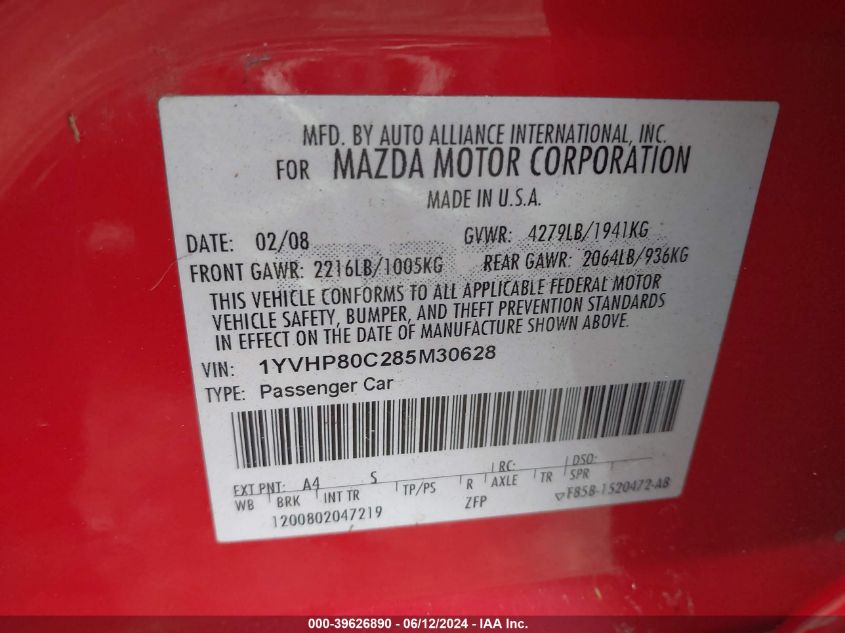 MFD. BY AUTO ALLIANCE INTERNATIONAL, INC.
FOR MAZDA MOTOR CORPORATION
MADE IN U.S.A.
DATE: 02/08 GVWR: 4279LB/1941KG
FRONT GAWR: 2216LB/1005KG REAR GAWR: 2064LB/936KG
THIS VEHICLE CONFORMS TO ALL APPLICABLE FEDERAL MOTOR
VEHICLE SAFETY, BUMPER, AND THEFT PREVENTION STANDARDS
IN EFFECT ON THE DATE OF MANUFACTURE SHOWN ABOVE.
VIN: 1YVHP80C285M30628
TYPE: Passenger Car
EXT PNT: A4 S RC: DSO:
WB BRK INT TR TP/PS R AXLE TR SPR
1200802047219 ZFP F85B-1520472-AB
000-39626890 - 06/12/2024 - IAA Inc.